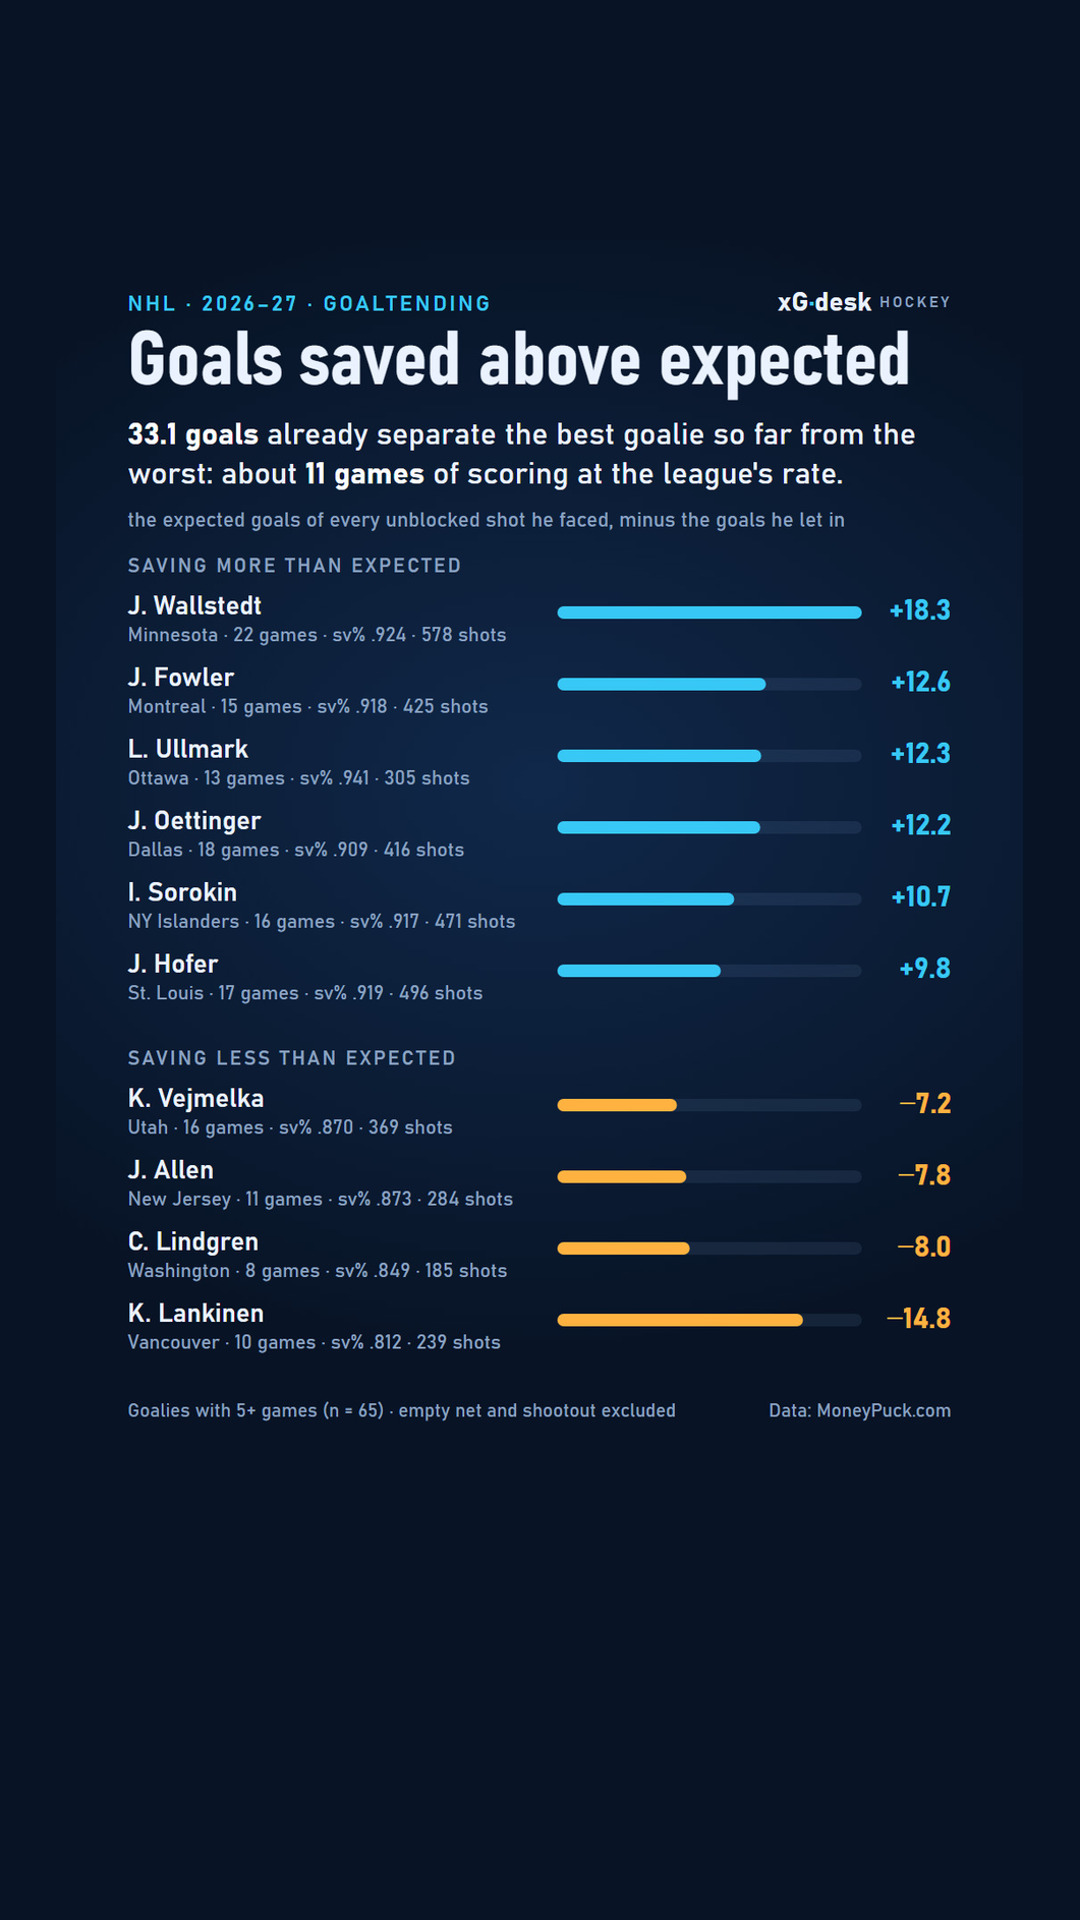 NHL · 2026–27 · GOALTENDING
xG·desk HOCKEY
Goals saved above expected
33.1 goals already separate the best goalie so far from the
worst: about 11 games of scoring at the league's rate.
the expected goals of every unblocked shot he faced, minus the goals he let in
SAVING MORE THAN EXPECTED
J. Wallstedt
+18.3
Minnesota · 22 games · sv% .924 · 578 shots
J. Fowler
+12.6
Montreal · 15 games · sv% .918 · 425 shots
L. Ullmark
+12.3
Ottawa · 13 games · sv% .941 · 305 shots
J. Oettinger
+12.2
Dallas · 18 games · sv% .909 · 416 shots
I. Sorokin
+10.7
NY Islanders · 16 games · sv% .917 · 471 shots
J. Hofer
+9.8
St. Louis · 17 games · sv% .919 · 496 shots
SAVING LESS THAN EXPECTED
K. Vejmelka
−7.2
Utah · 16 games · sv% .870 · 369 shots
J. Allen
−7.8
New Jersey · 11 games · sv% .873 · 284 shots
C. Lindgren
−8.0
Washington · 8 games · sv% .849 · 185 shots
K. Lankinen
−14.8
Vancouver · 10 games · sv% .812 · 239 shots
Goalies with 5+ games (n = 65) · empty net and shootout excluded
Data: MoneyPuck.com